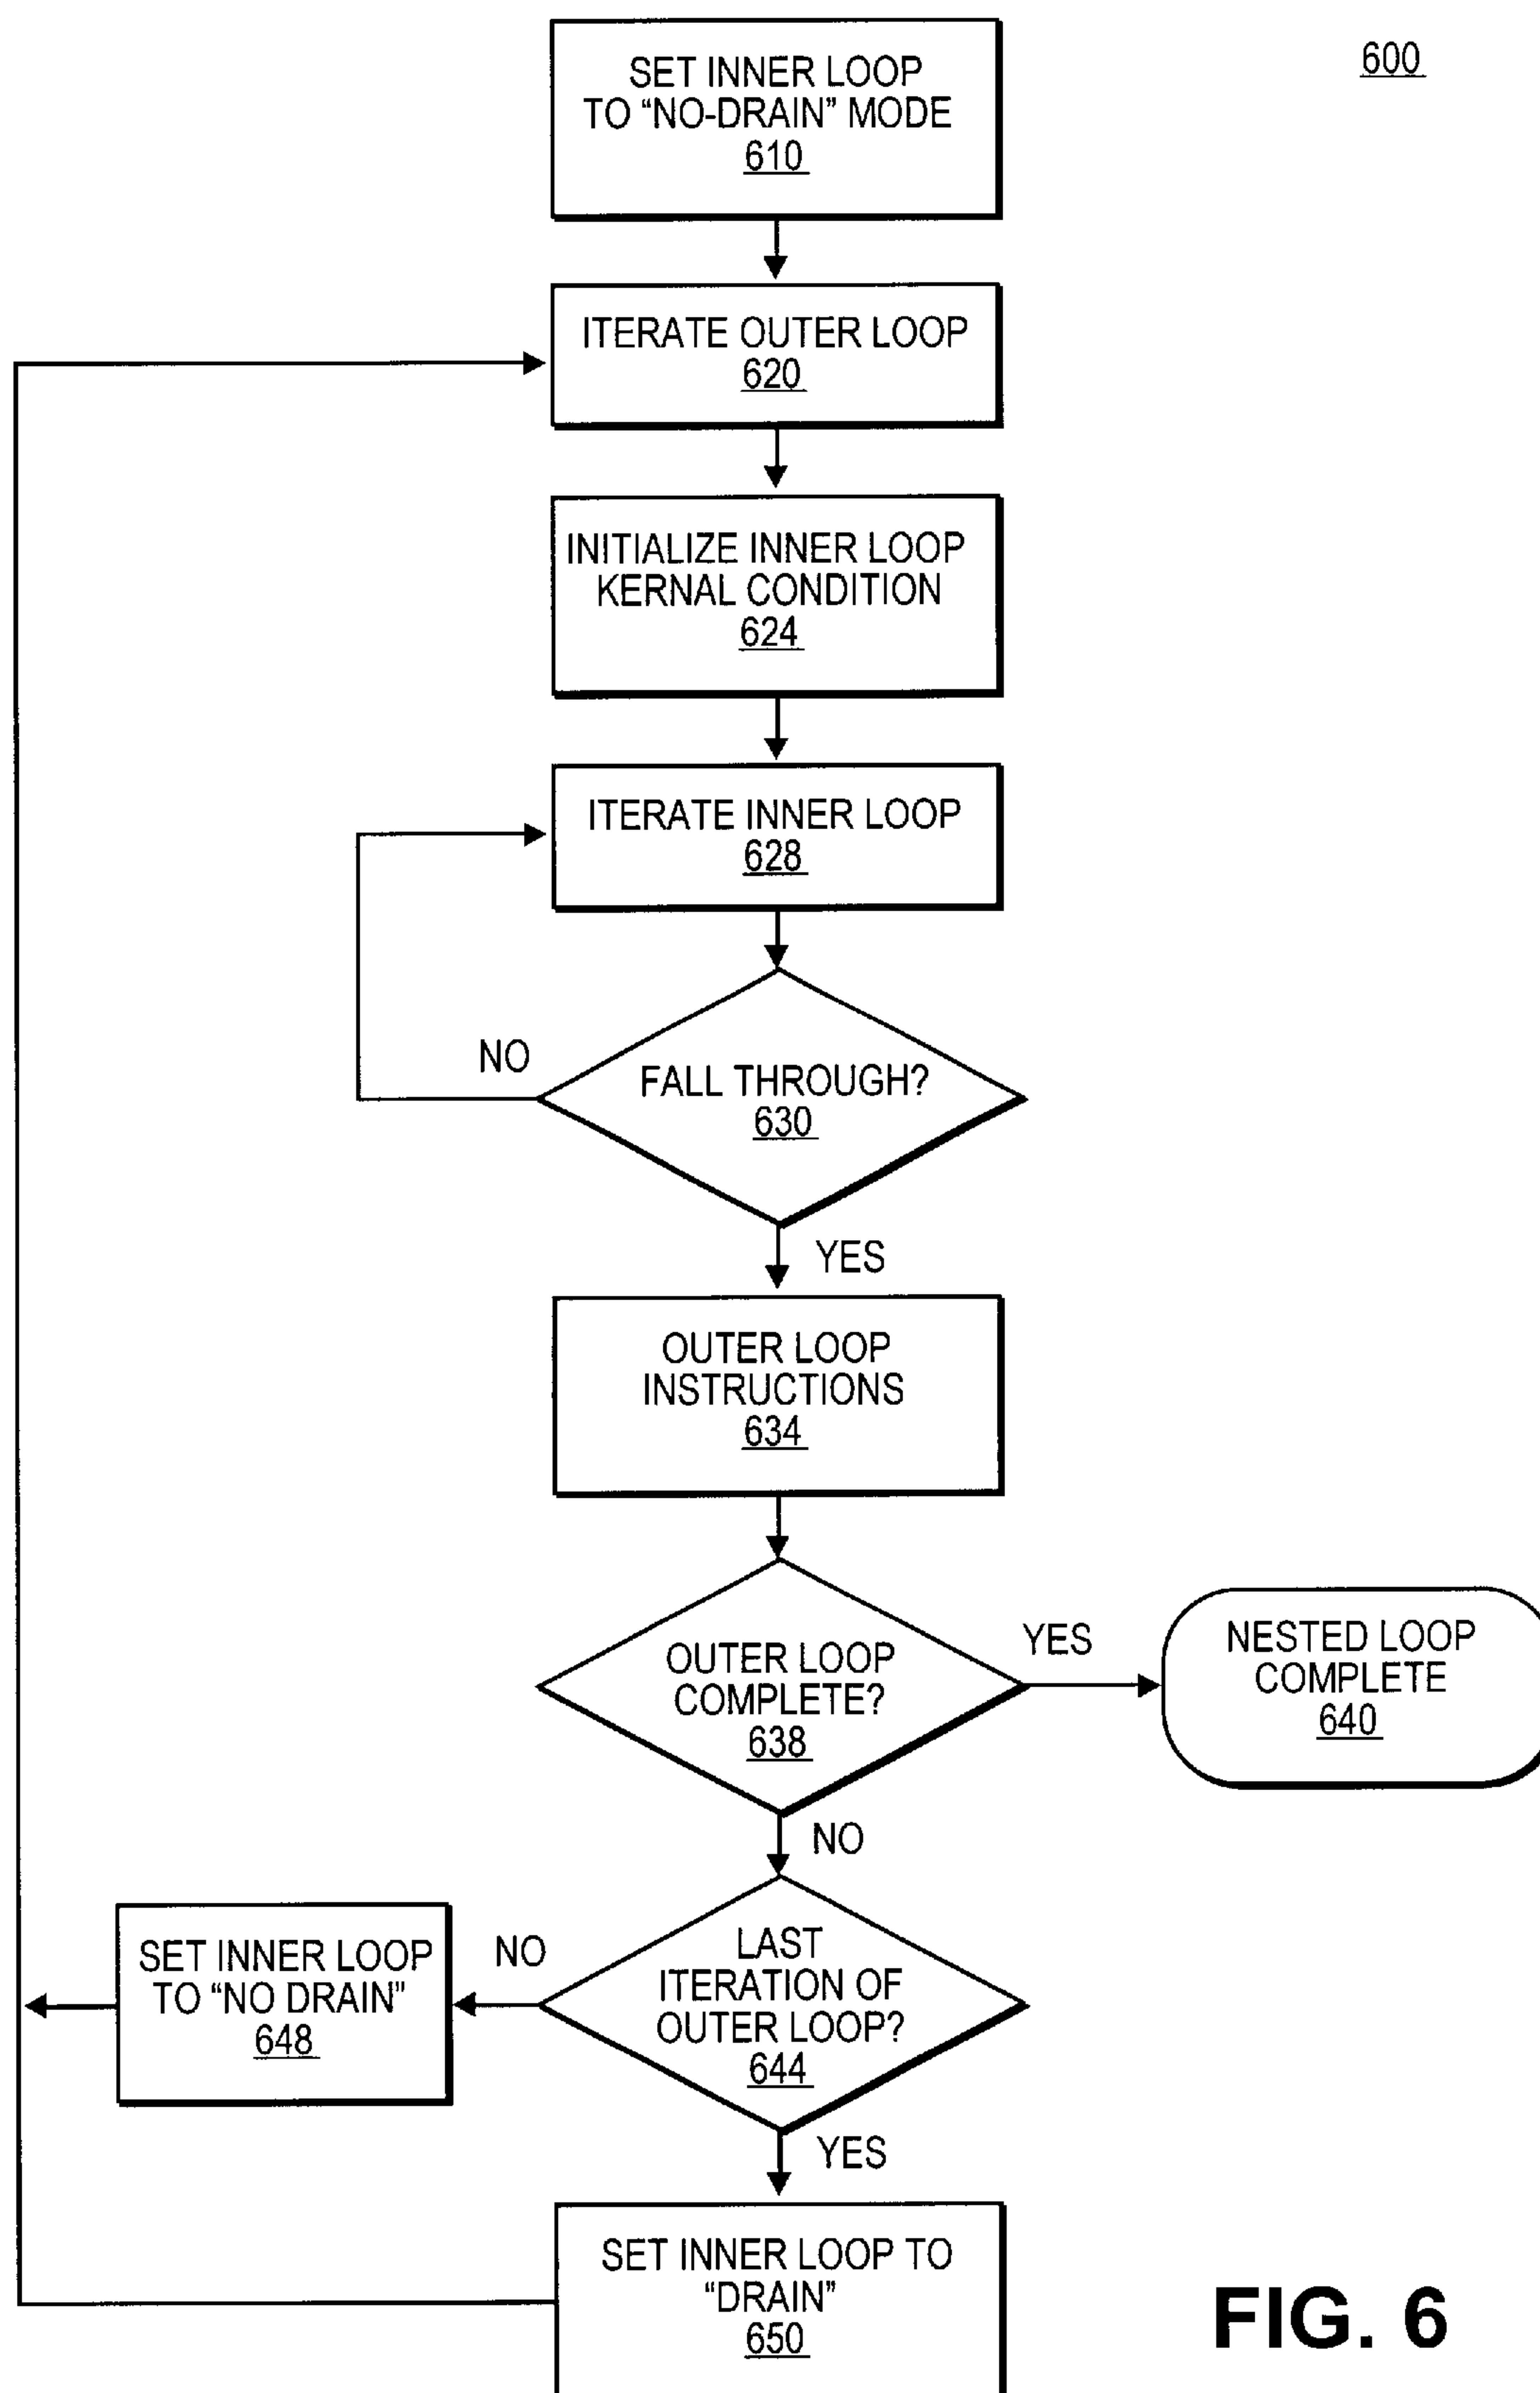 600
SET INNER LOOP
TO “NO-DRAIN” MODE
610
ITERATE OUTER LOOP
620
INITIALIZE INNER LOOP
KERNAL CONDITION
624
ITERATE INNER LOOP
628
NO
FALL THROUGH?
630
YES
OUTER LOOP
INSTRUCTIONS
634
OUTER LOOP
COMPLETE?
638
YES
NESTED LOOP
COMPLETE
640
NO
LAST
ITERATION OF
OUTER LOOP?
644
NO
SET INNER LOOP
TO “NO DRAIN”
648
YES
SET INNER LOOP TO
“DRAIN”
650
FIG. 6